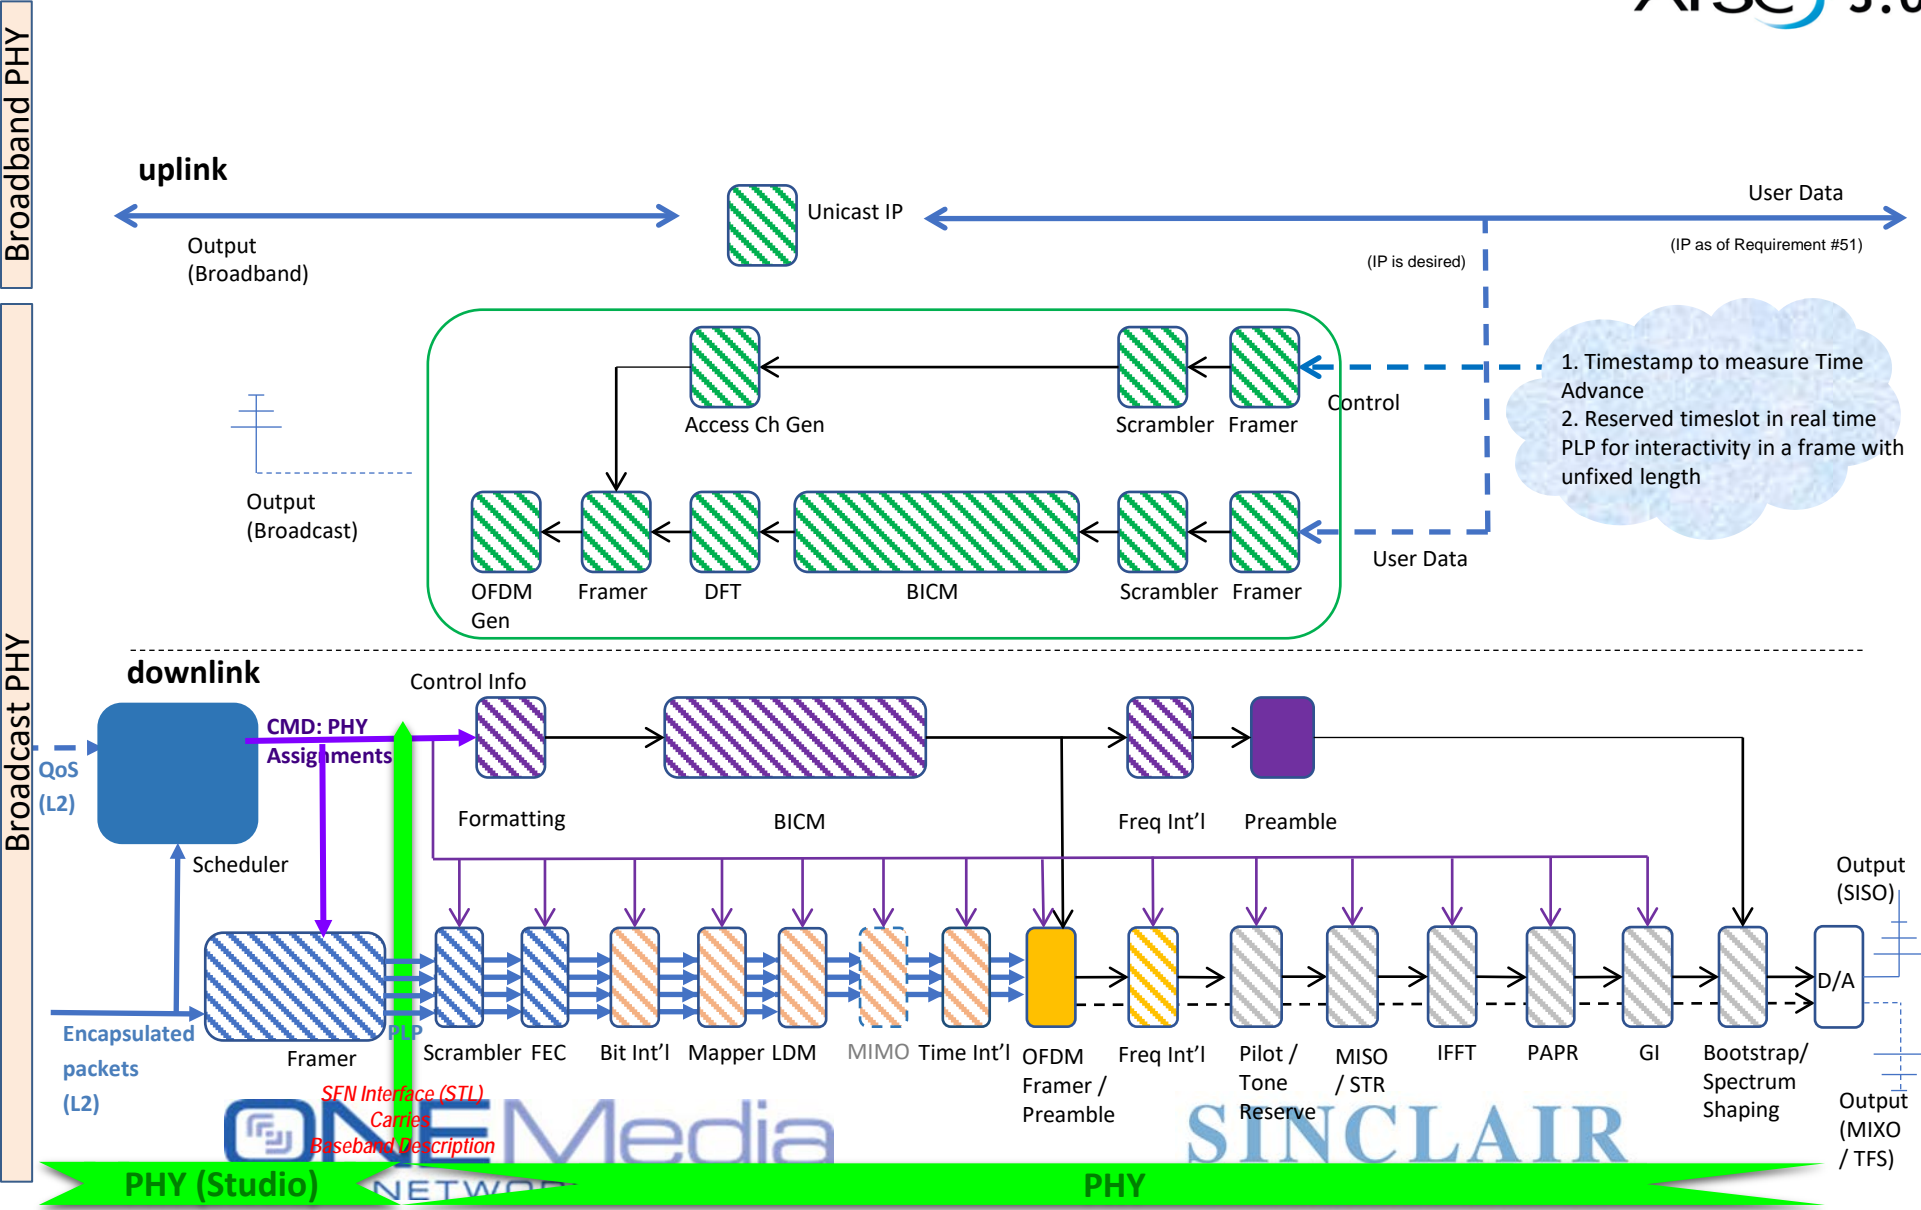 ATSC 3.0
Broadband PHY
uplink
Unicast IP
User Data
Output
(Broadband)
(IP is desired)
(IP as of Requirement #51)
1. Timestamp to measure Time
Advance
2. Reserved timeslot in real time
PLP for interactivity in a frame with
unfixed length
Access Ch Gen
Scrambler
Framer
Control
Output
(Broadcast)
OFDM
Gen
Framer
DFT
BICM
Scrambler
Framer
User Data
Broadcast PHY
downlink
Control Info
CMD: PHY
Assignments
QoS
(L2)
Scheduler
Formatting
BICM
Freq Int'l
Preamble
Output
(SISO)
D/A
Encapsulated
packets
(L2)
Framer
PLP
Scrambler
FEC
Bit Int'l
Mapper
LDM
MIMO
Time Int'l
OFDM
Framer /
Preamble
Freq Int'l
Pilot /
Tone
Reserve
MISO
/ STR
IFFT
PAPR
GI
Bootstrap/
Spectrum
Shaping
Output
(MIXO
/ TFS)
SFN Interface (STL)
Carries
Baseband Description
ONEMedia
SINCLAIR
PHY (Studio)
PHY